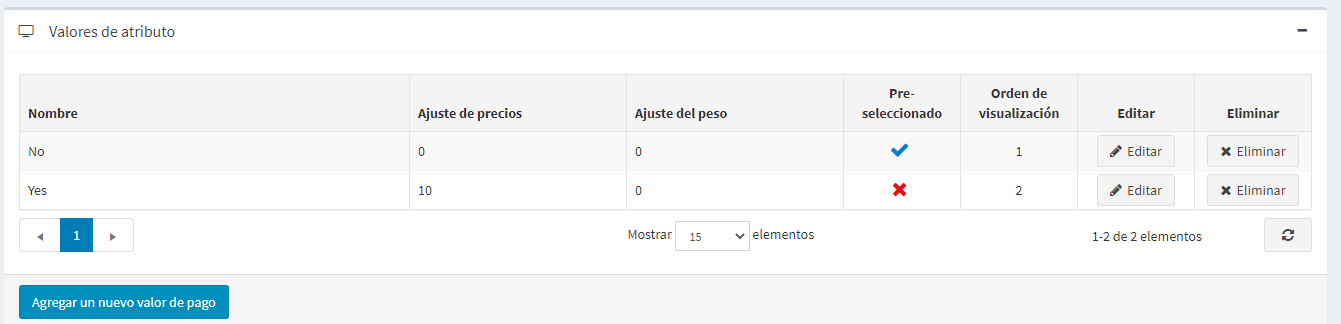 Valores de atributo
Nombre Ajuste de precios Ajuste del peso Pre-seleccionado Orden de visualización Editar Eliminar
No 0 0 1 Editar Eliminar
Yes 10 0 2 Editar Eliminar
1 Mostrar 15 elementos 1-2 de 2 elementos
Agregar un nuevo valor de pago